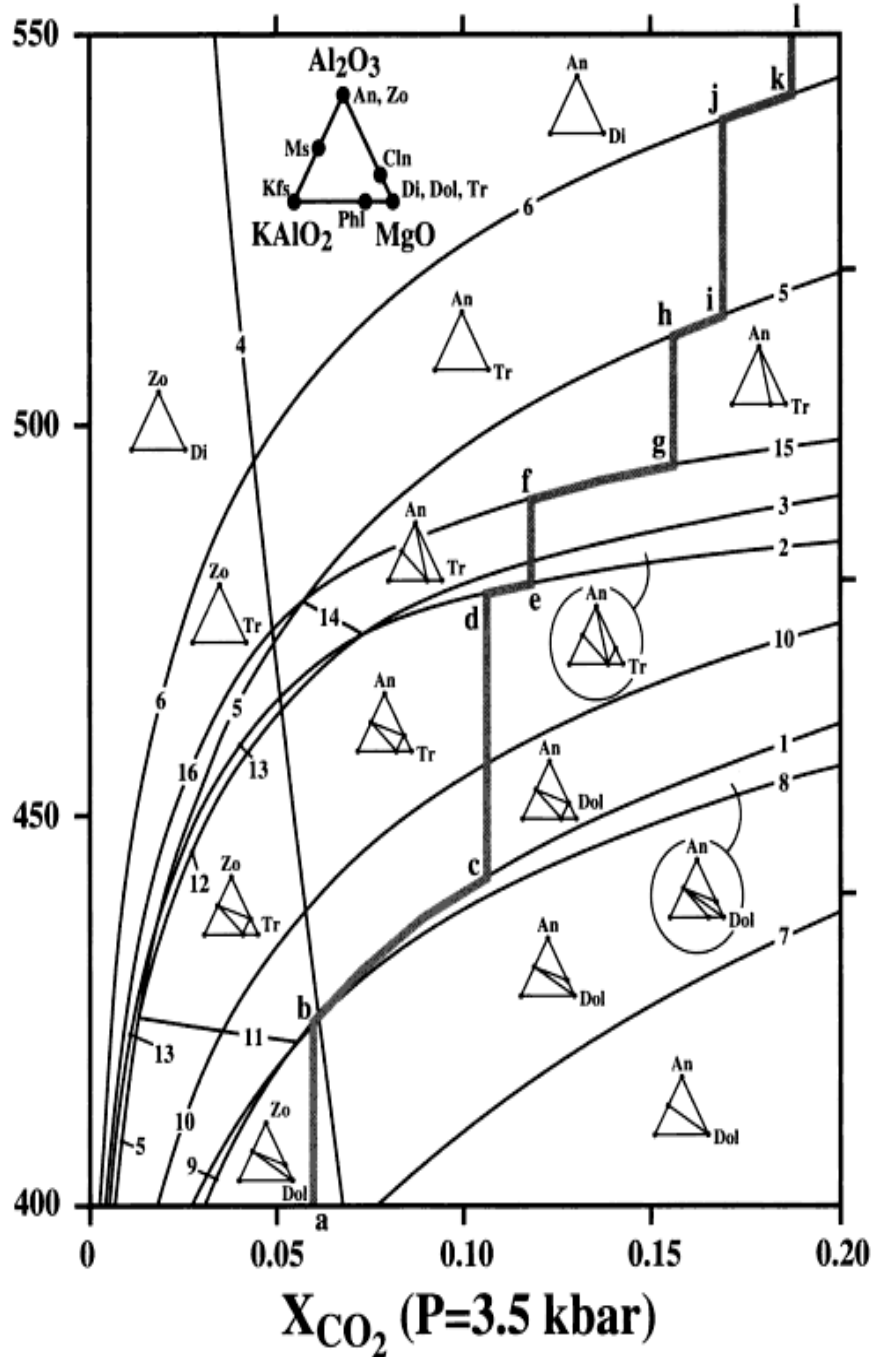 l
550
An
k
Al₂O₃
An, Zo
j
Di
Ms
Cln
6
Kfs
Di, Dol, Tr
Phl
KAlO₂
MgO
An
i
5
4
h
An
Tr
Tr
Zo
500
15
g
Di
f
3
An
2
Zo
Tr
14
e
d
An
Tr
10
6
5
An
Tr
13
1
16
An
8
Dol
450
c
12
Zo
An
Tr
Dol
An
7
b
Dol
11
13
An
10
Zo
5
Dol
9
Dol
400
a
0
0.05
0.10
0.15
0.20
X_CO₂ (P=3.5 kbar)